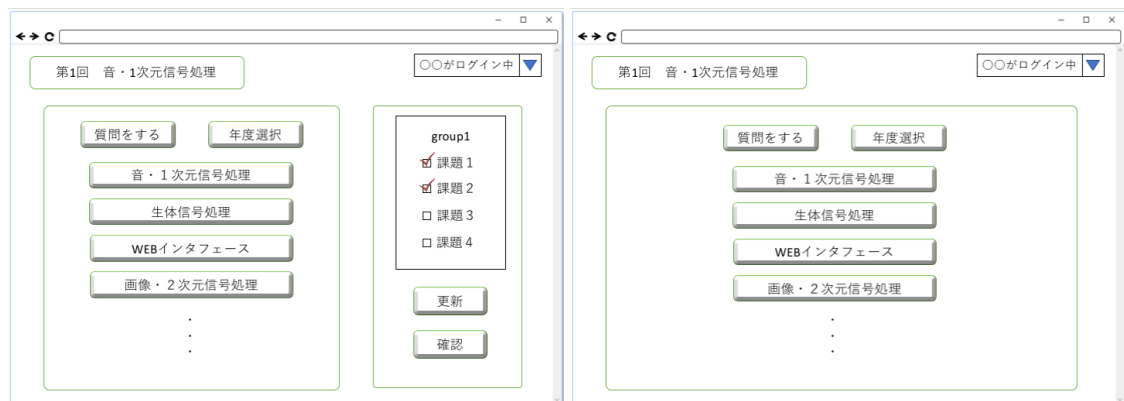 第1回 音・1次元信号処理
○○がログイン中
質問をする 年度選択
音・１次元信号処理
生体信号処理
WEBインタフェース
画像・２次元信号処理
group1
課題１
課題２
課題３
課題４
更新
確認
第1回 音・1次元信号処理
○○がログイン中
質問をする 年度選択
音・１次元信号処理
生体信号処理
WEBインタフェース
画像・２次元信号処理